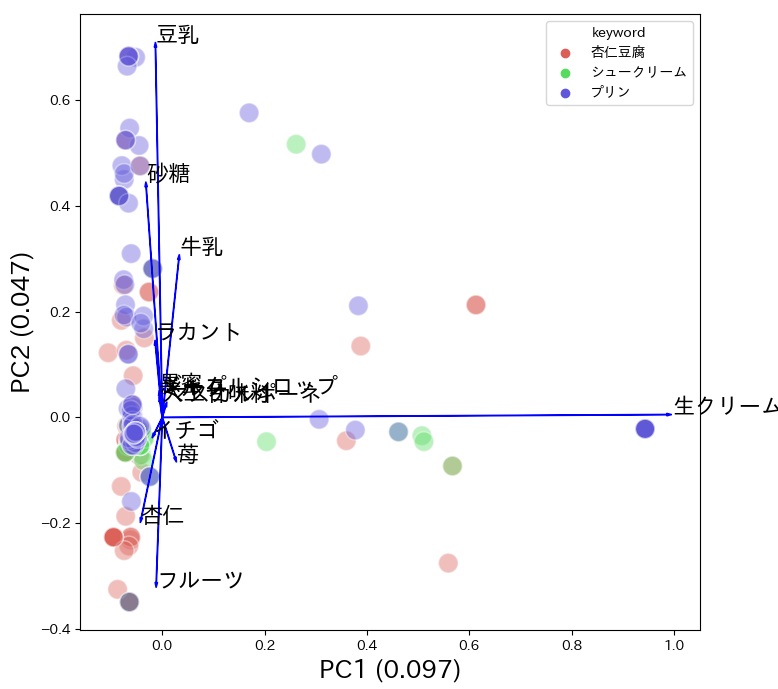 keyword
杏仁豆腐
シュークリーム
プリン
豆乳
砂糖
牛乳
ラカント
生クリーム
イチゴ
苺
杏仁
フルーツ
0.6
0.4
0.2
0.0
−0.2
−0.4
PC2 (0.047)
0.0
0.2
0.4
0.6
0.8
1.0
PC1 (0.097)